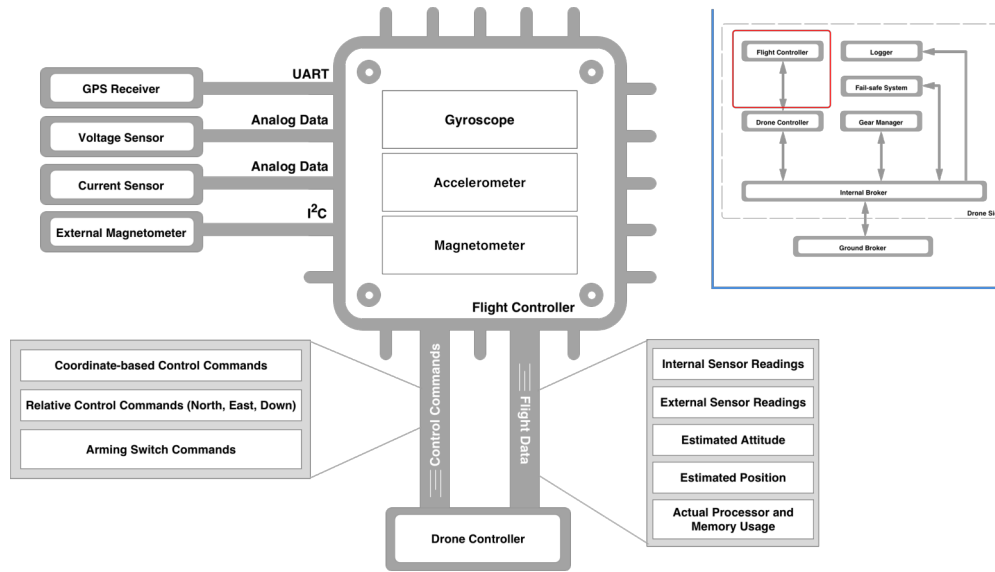 UART
GPS Receiver
Analog Data
Voltage Sensor
Analog Data
Current Sensor
I²C
External Magnetometer
Gyroscope
Accelerometer
Magnetometer
Flight Controller
Flight Controller
Logger
Fail-safe System
Drone Controller
Gear Manager
Internal Broker
Drone Si
Ground Broker
Coordinate-based Control Commands
Relative Control Commands (North, East, Down)
Arming Switch Commands
Control Commands
Flight Data
Internal Sensor Readings
External Sensor Readings
Estimated Attitude
Estimated Position
Actual Processor and
Memory Usage
Drone Controller